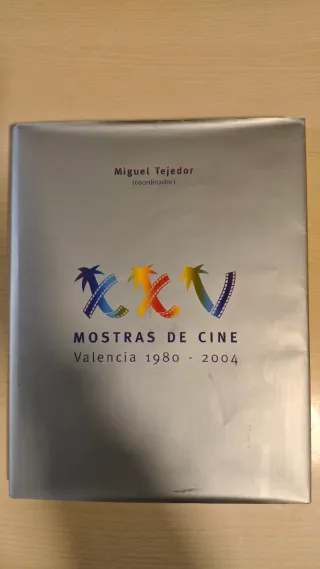 Miguel Tejedor
(coordinador)
XXV
MOSTRAS DE CINE
Valencia 1980 - 2004